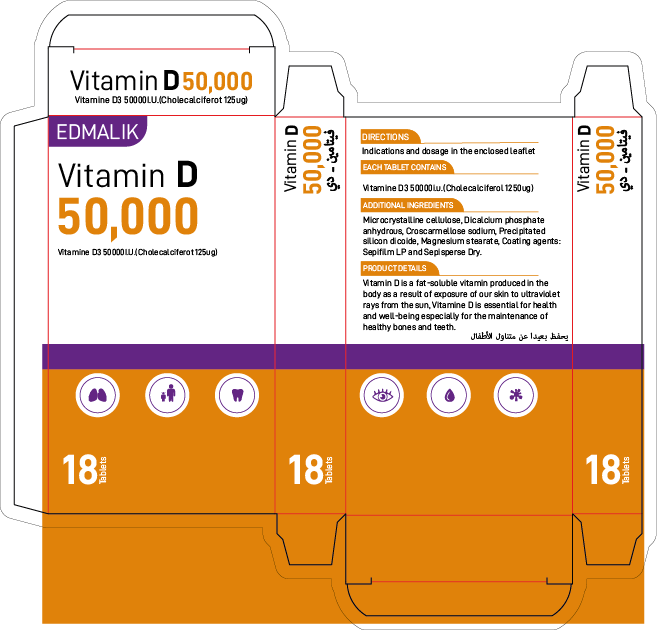 Vitamin D 50,000
Vitamine D3 50000I.U.(Cholecalciferot 125ug)
EDMALIK
Vitamin D
50,000
Vitamine D3 50000I.U.(Cholecalciferot 125ug)
18
Tablets
Vitamin D
50,000
فيتامين - دي
18
Tablets
DIRECTIONS
Indications and dosage in the enclosed leaflet
EACH TABLET CONTAINS
Vitamine D3 50000I.u.(Cholecalciferol 1250ug)
ADDITIONAL INGREDIENTS
Microcrystalline cellulose, Dicalcium phosphate
anhydrous, Croscarmellose sodium, Precipitated
silicon dicoide, Magnesium stearate, Coating agents:
Sepifilm LP and Sepisperse Dry.
PRODUCT DETAILS
Vitamin D is a fat-soluble vitamin produced in the
body as a result of exposure of our skin to ultraviolet
rays from the sun, Vitamine D is essential for health
and well-being especially for the maintenance of
healthy bones and teeth.
يحفظ بعيدا عن متناول الأطفال
Vitamin D
50,000
فيتامين - دي
18
Tablets